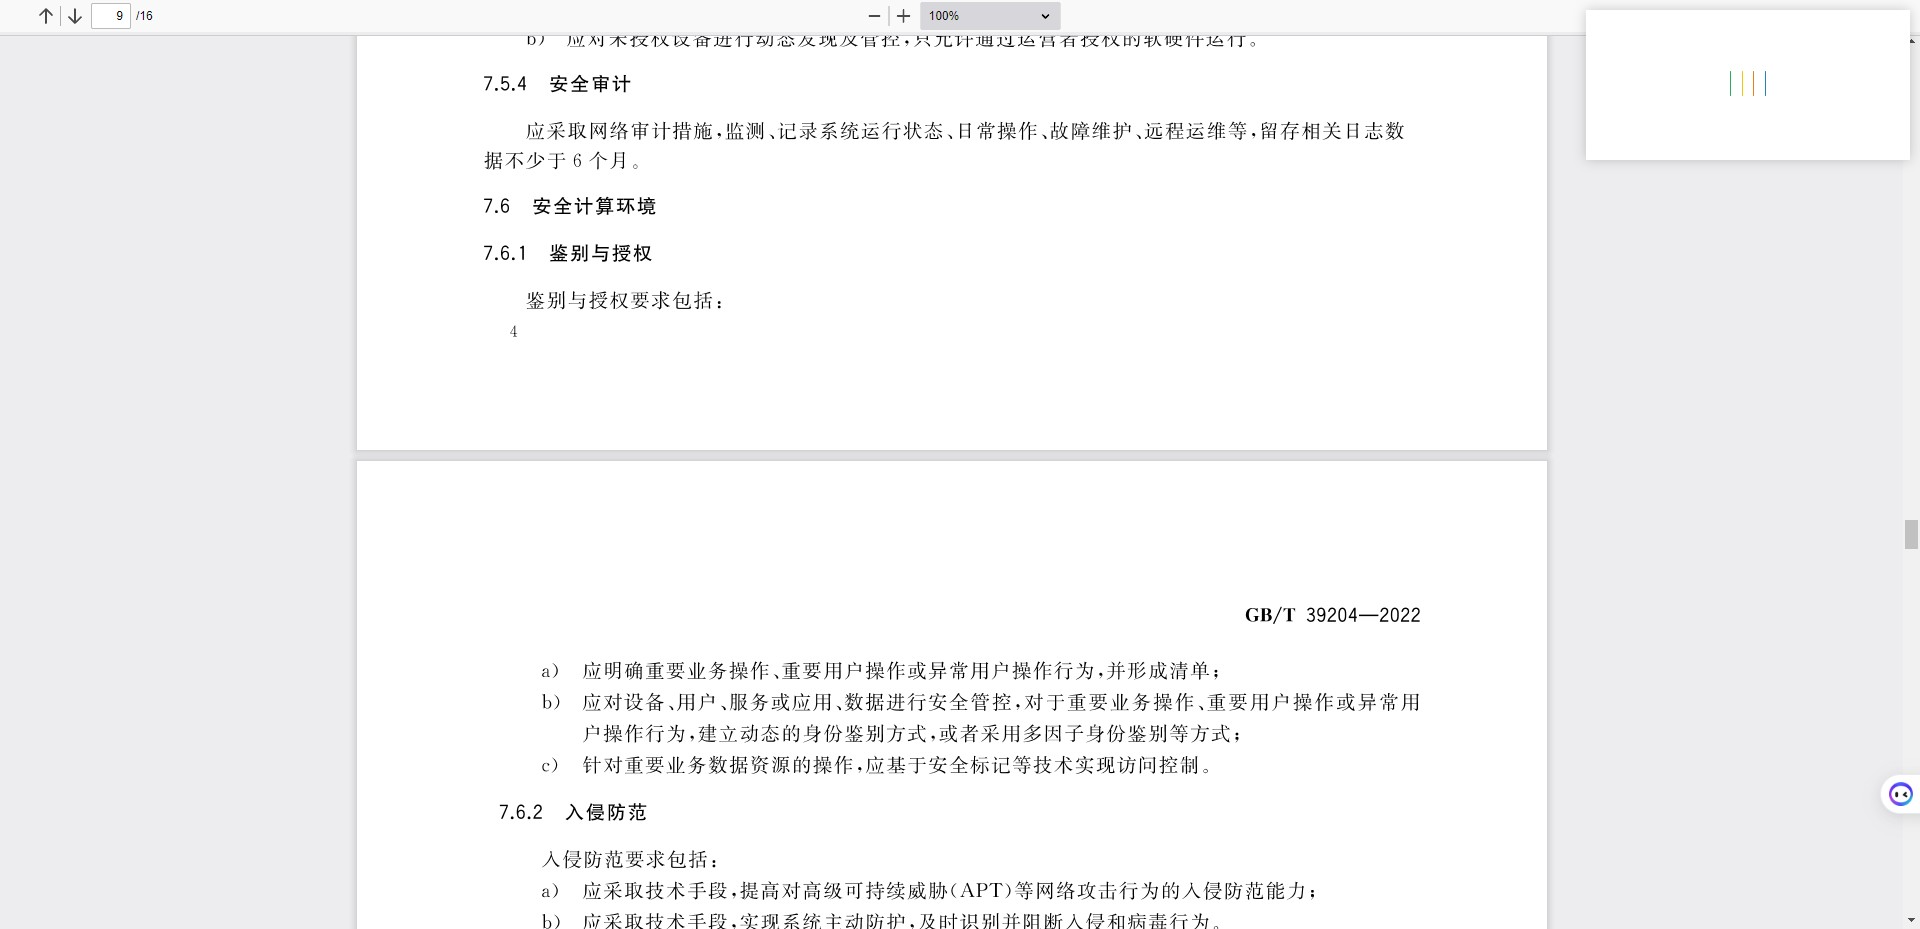 9 /16
100%
b） 应对未授权设备进行动态发现及管控，只允许通过运营者授权的软硬件运行。
7.5.4 安全审计
应采取网络审计措施，监测、记录系统运行状态、日常操作、故障维护、远程运维等，留存相关日志数
据不少于 6 个月。
7.6 安全计算环境
7.6.1 鉴别与授权
鉴别与授权要求包括：
4
GB/T 39204—2022
a） 应明确重要业务操作、重要用户操作或异常用户操作行为，并形成清单；
b） 应对设备、用户、服务或应用、数据进行安全管控，对于重要业务操作、重要用户操作或异常用
户操作行为，建立动态的身份鉴别方式，或者采用多因子身份鉴别等方式；
c） 针对重要业务数据资源的操作，应基于安全标记等技术实现访问控制。
7.6.2 入侵防范
入侵防范要求包括：
a） 应采取技术手段，提高对高级可持续威胁（APT）等网络攻击行为的入侵防范能力；
b） 应采取技术手段，实现系统主动防护，及时识别并阻断入侵和病毒行为。